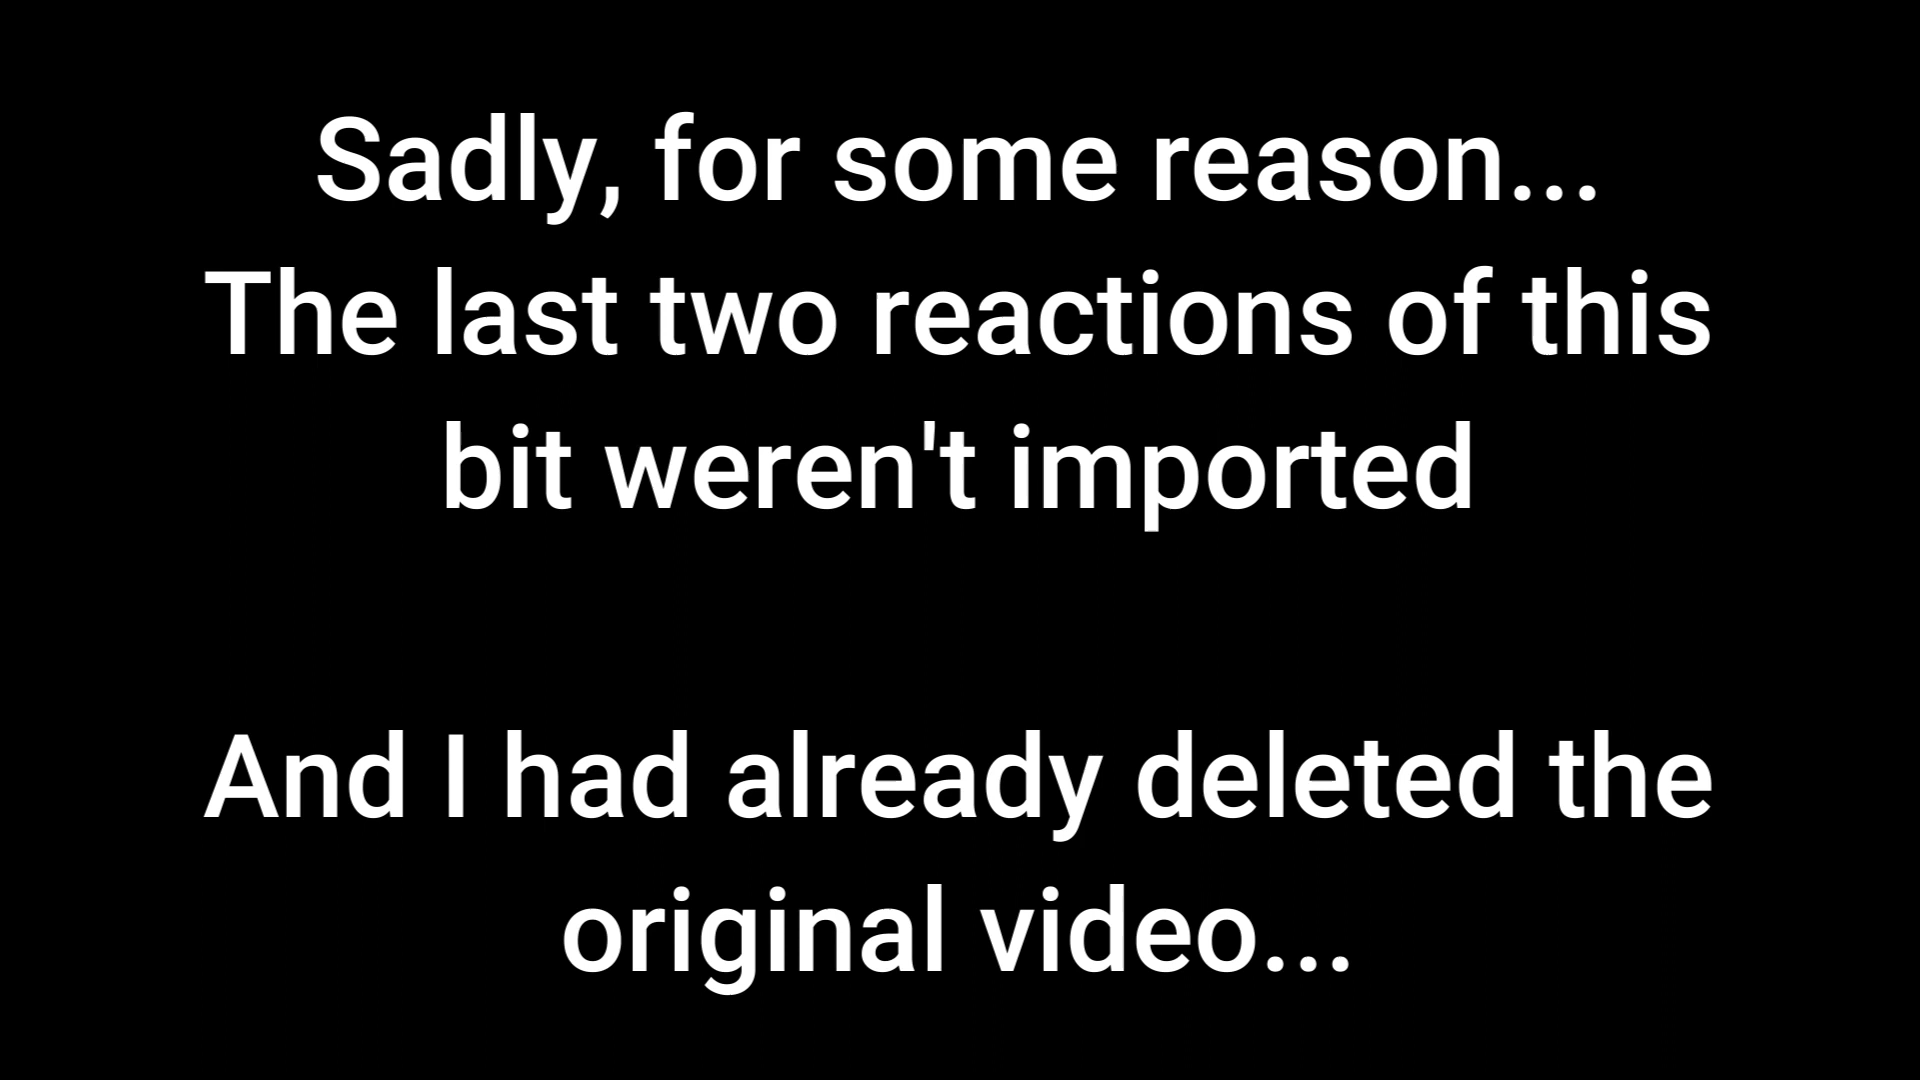 Sadly, for some reason...
The last two reactions of this
bit weren't imported
And I had already deleted the
original video...